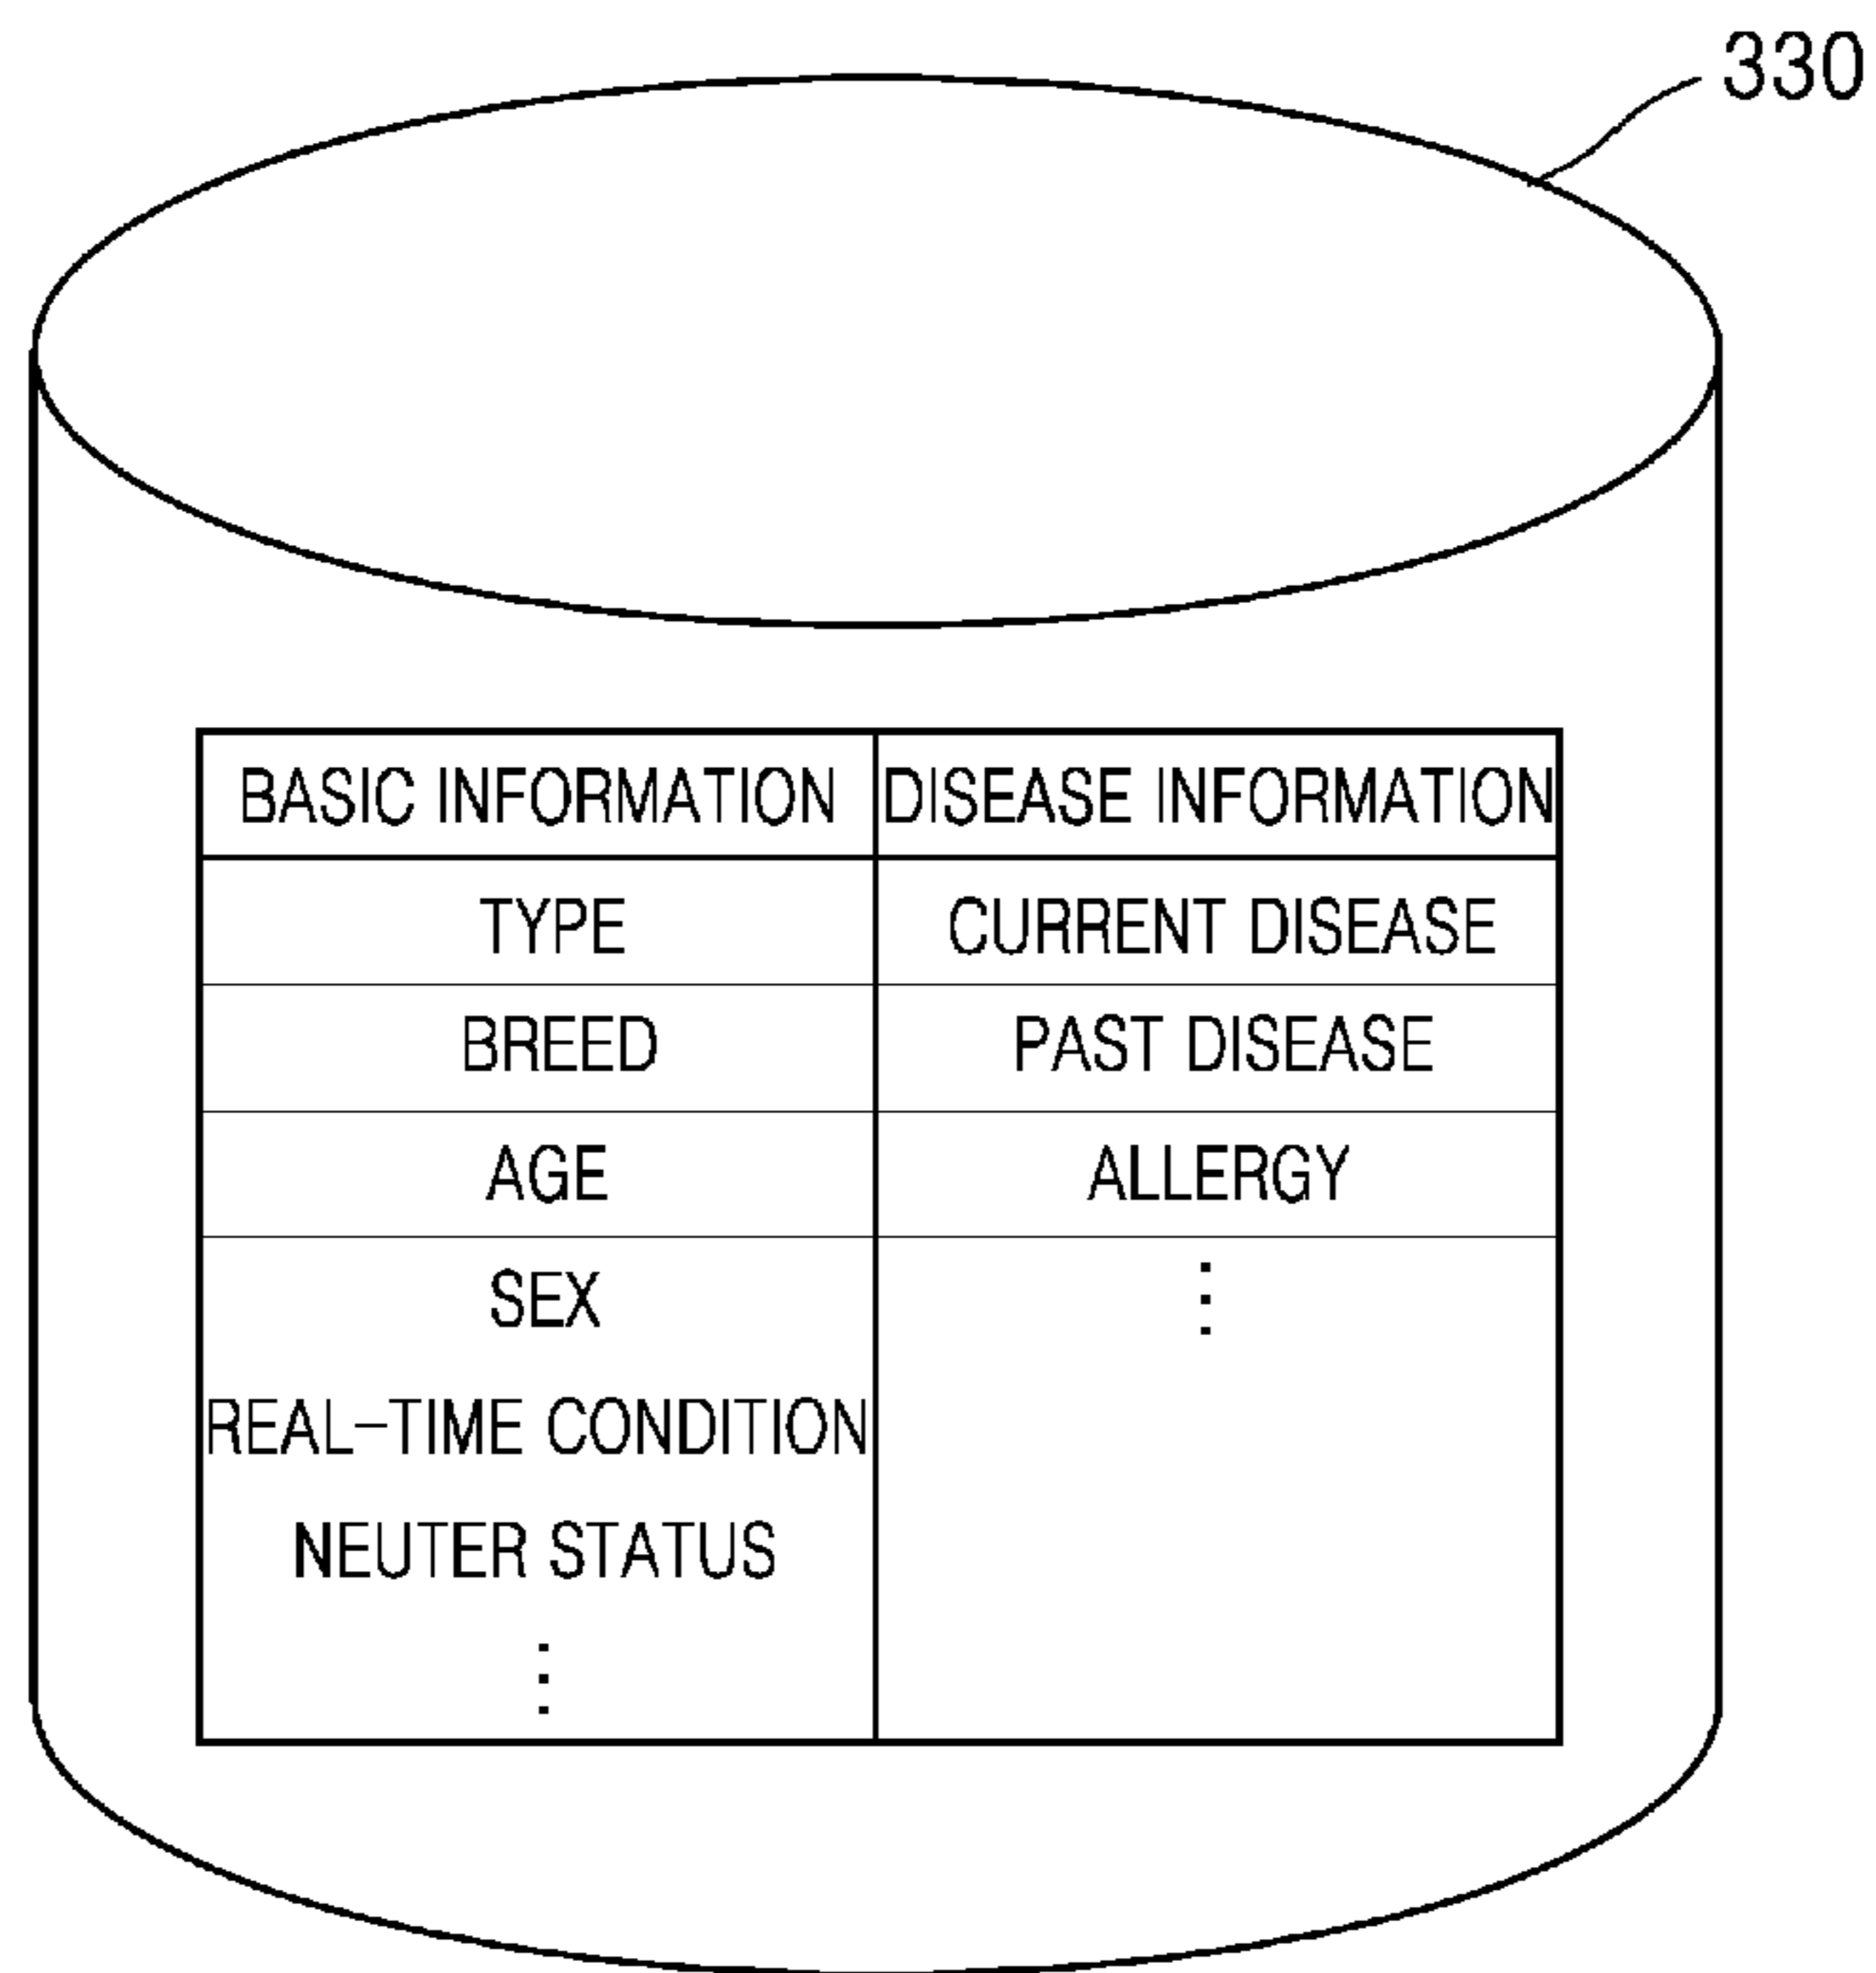 330
BASIC INFORMATION DISEASE INFORMATION
TYPE CURRENT DISEASE
BREED PAST DISEASE
AGE ALLERGY
SEX ⋮
REAL-TIME CONDITION
NEUTER STATUS
⋮